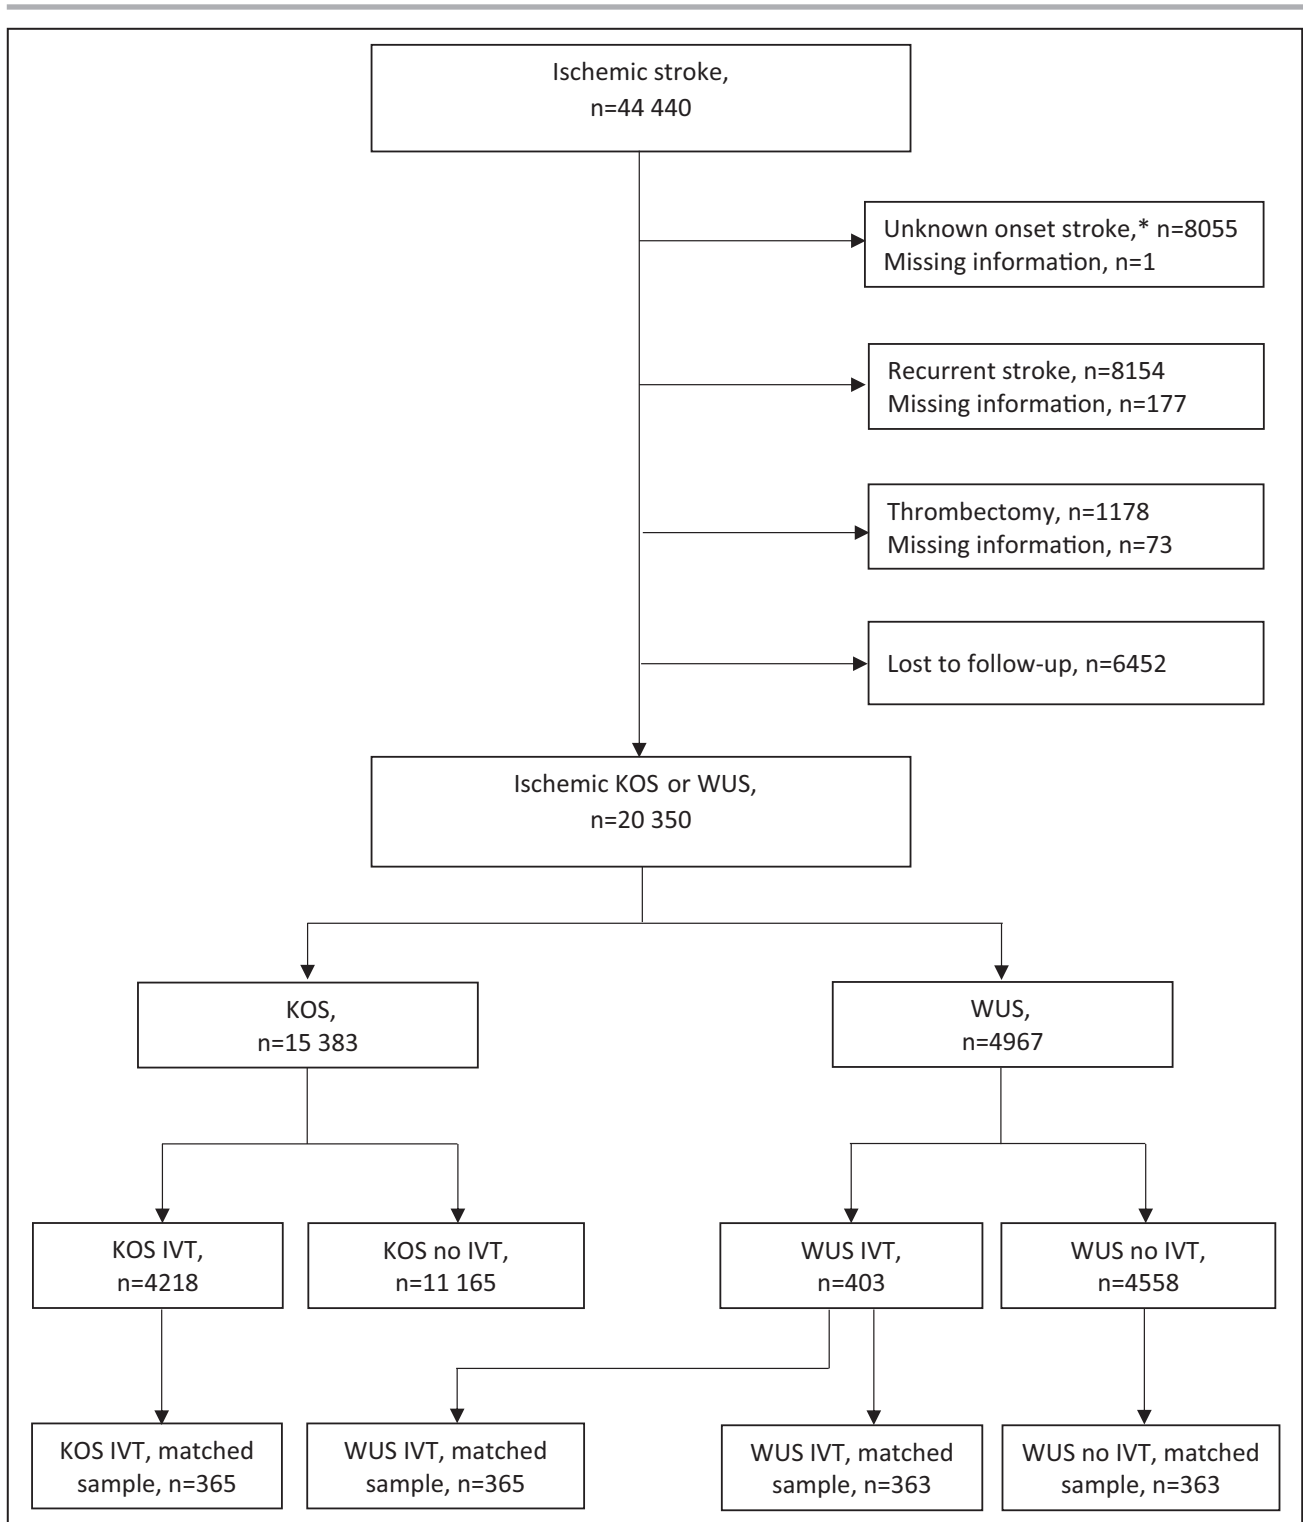 Ischemic stroke,
n=44 440
Unknown onset stroke,* n=8055
Missing information, n=1
Recurrent stroke, n=8154
Missing information, n=177
Thrombectomy, n=1178
Missing information, n=73
Lost to follow-up, n=6452
Ischemic KOS or WUS,
n=20 350
KOS,
n=15 383
WUS,
n=4967
KOS IVT,
n=4218
KOS no IVT,
n=11 165
WUS IVT,
n=403
WUS no IVT,
n=4558
KOS IVT, matched
sample, n=365
WUS IVT, matched
sample, n=365
WUS IVT, matched
sample, n=363
WUS no IVT, matched
sample, n=363